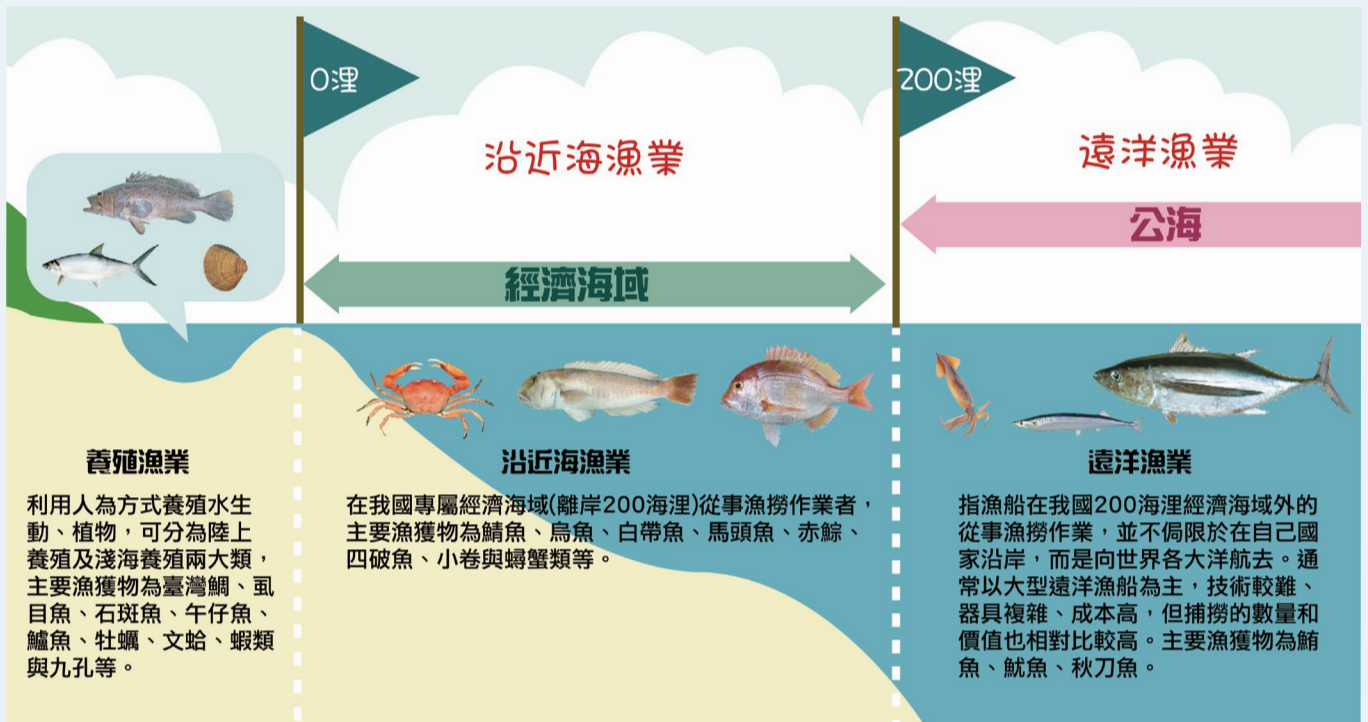 0浬
200浬
沿近海漁業
遠洋漁業
公海
經濟海域
養殖漁業
利用人為方式養殖水生
動、植物，可分為陸上
養殖及淺海養殖兩大類，
主要漁獲物為臺灣鯛、虱
目魚、石斑魚、午仔魚、
鱸魚、牡蠣、文蛤、蝦類
與九孔等。
沿近海漁業
在我國專屬經濟海域(離岸200海浬)從事漁撈作業者，
主要漁獲物為鯖魚、烏魚、白帶魚、馬頭魚、赤鯮、
四破魚、小卷與蟳蟹類等。
遠洋漁業
指漁船在我國200海浬經濟海域外的
從事漁撈作業，並不侷限於在自己國
家沿岸，而是向世界各大洋航去。通
常以大型遠洋漁船為主，技術較難、
器具複雜、成本高，但捕撈的數量和
價值也相對比較高。主要漁獲物為鮪
魚、魷魚、秋刀魚。